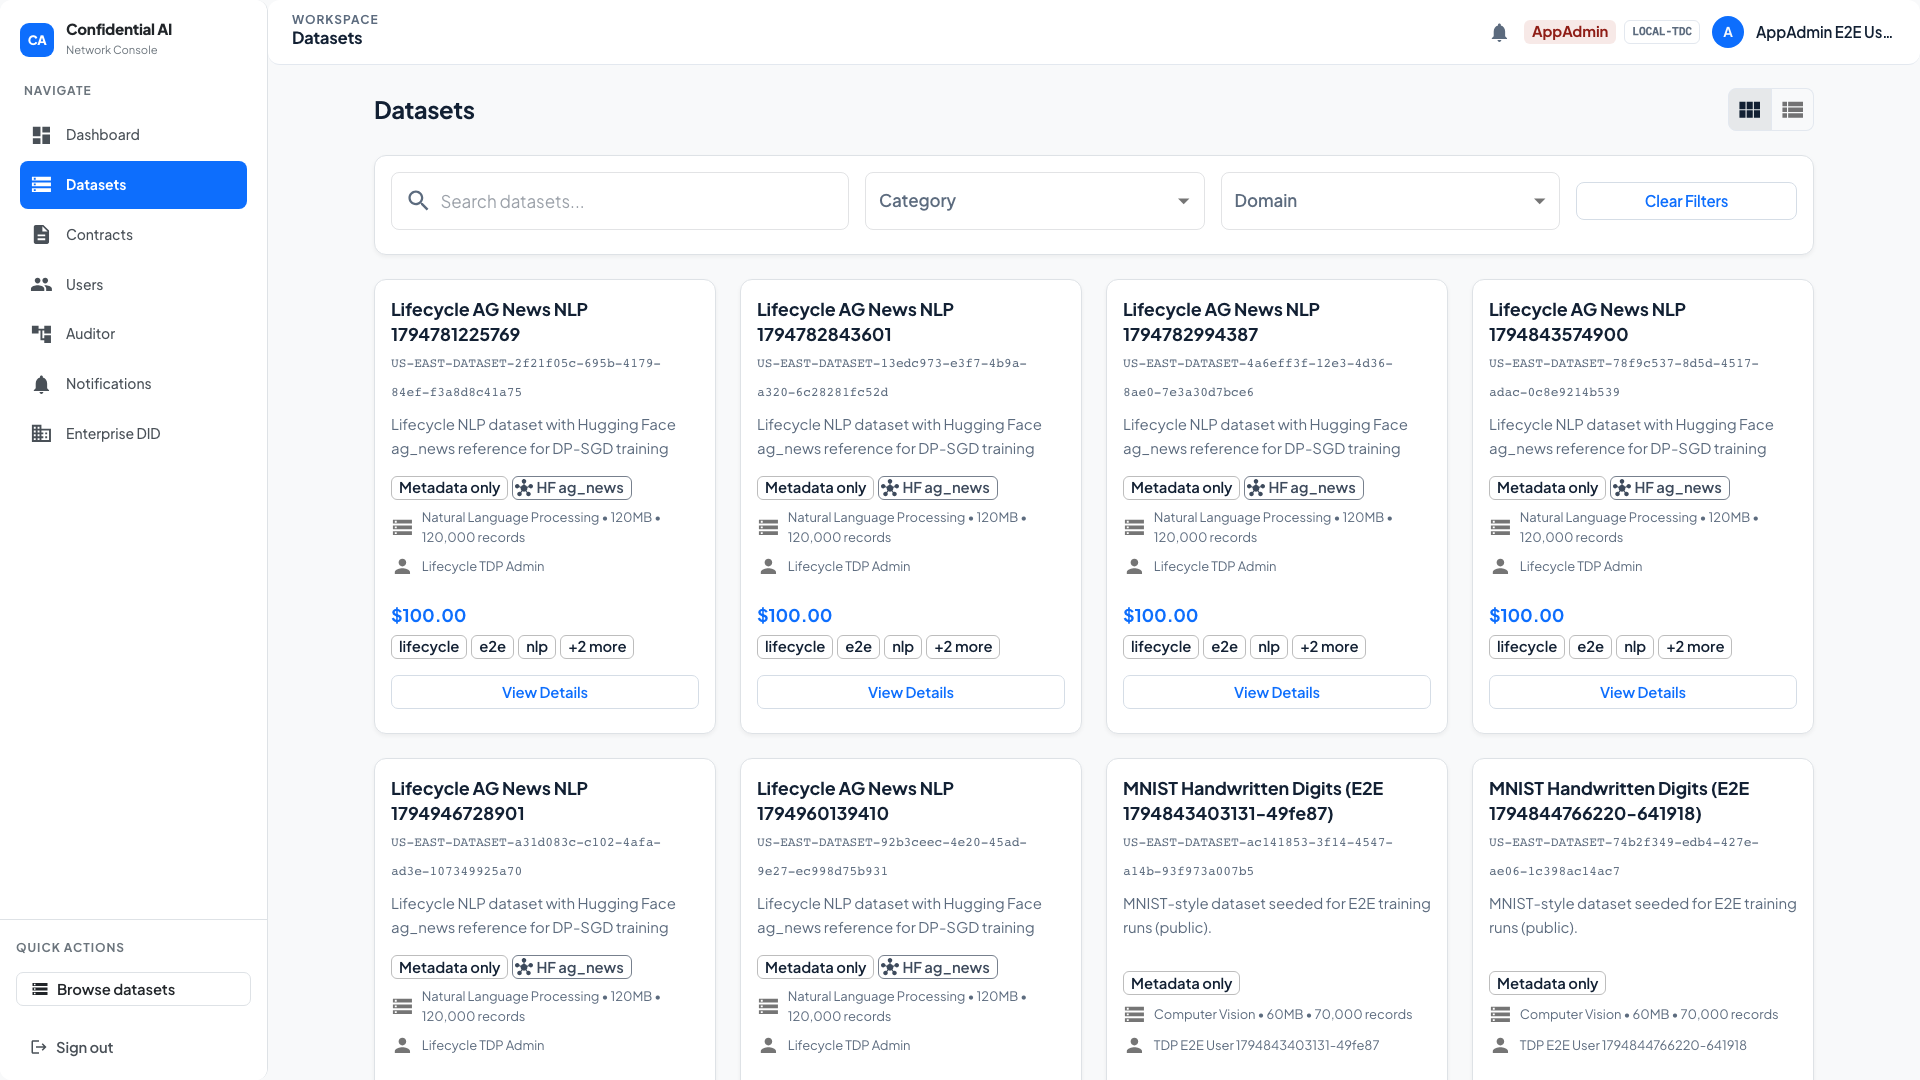 CA
Confidential AI
Network Console
NAVIGATE
Dashboard
Datasets
Contracts
Users
Auditor
Notifications
Enterprise DID
QUICK ACTIONS
Browse datasets
Sign out
WORKSPACE
Datasets
AppAdmin
LOCAL-TDC
A
AppAdmin E2E Us...
Datasets
Search datasets...
Category
Domain
Clear Filters
Lifecycle AG News NLP
1794781225769
US-EAST-DATASET-2f21f05c-695b-4179-
84ef-f3a8d8c41a75
Lifecycle NLP dataset with Hugging Face
ag_news reference for DP-SGD training
Metadata only
HF ag_news
Natural Language Processing • 120MB •
120,000 records
Lifecycle TDP Admin
$100.00
lifecycle
e2e
nlp
+2 more
View Details
Lifecycle AG News NLP
1794782843601
US-EAST-DATASET-13edc973-e3f7-4b9a-
a320-6c28281fc52d
Lifecycle NLP dataset with Hugging Face
ag_news reference for DP-SGD training
Metadata only
HF ag_news
Natural Language Processing • 120MB •
120,000 records
Lifecycle TDP Admin
$100.00
lifecycle
e2e
nlp
+2 more
View Details
Lifecycle AG News NLP
1794782994387
US-EAST-DATASET-4a6eff3f-12e3-4d36-
8ae0-7e3a30d7bce6
Lifecycle NLP dataset with Hugging Face
ag_news reference for DP-SGD training
Metadata only
HF ag_news
Natural Language Processing • 120MB •
120,000 records
Lifecycle TDP Admin
$100.00
lifecycle
e2e
nlp
+2 more
View Details
Lifecycle AG News NLP
1794843574900
US-EAST-DATASET-78f9c537-8d5d-4517-
adac-0c8e9214b539
Lifecycle NLP dataset with Hugging Face
ag_news reference for DP-SGD training
Metadata only
HF ag_news
Natural Language Processing • 120MB •
120,000 records
Lifecycle TDP Admin
$100.00
lifecycle
e2e
nlp
+2 more
View Details
Lifecycle AG News NLP
1794946728901
US-EAST-DATASET-a31d083c-c102-4afa-
ad3e-107349925a70
Lifecycle NLP dataset with Hugging Face
ag_news reference for DP-SGD training
Metadata only
HF ag_news
Natural Language Processing • 120MB •
120,000 records
Lifecycle TDP Admin
Lifecycle AG News NLP
1794960139410
US-EAST-DATASET-92b3ceec-4e20-45ad-
9e27-ec998d75b931
Lifecycle NLP dataset with Hugging Face
ag_news reference for DP-SGD training
Metadata only
HF ag_news
Natural Language Processing • 120MB •
120,000 records
Lifecycle TDP Admin
MNIST Handwritten Digits (E2E
1794843403131-49fe87)
US-EAST-DATASET-ac141853-3f14-4547-
a14b-93f973a007b5
MNIST-style dataset seeded for E2E training
runs (public).
Metadata only
Computer Vision • 60MB • 70,000 records
TDP E2E User 1794843403131-49fe87
MNIST Handwritten Digits (E2E
1794844766220-641918)
US-EAST-DATASET-74b2f349-edb4-427e-
ae06-1c398ac14ac7
MNIST-style dataset seeded for E2E training
runs (public).
Metadata only
Computer Vision • 60MB • 70,000 records
TDP E2E User 1794844766220-641918